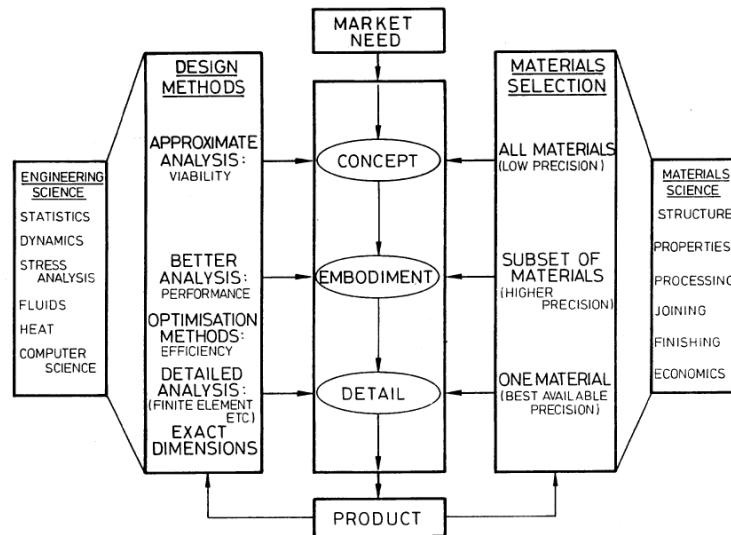 MARKET
NEED
DESIGN
METHODS
MATERIALS
SELECTION
APPROXIMATE
ANALYSIS:
VIABILITY
CONCEPT
ALL MATERIALS
(LOW PRECISION)
ENGINEERING
SCIENCE
STATISTICS
DYNAMICS
STRESS
ANALYSIS
FLUIDS
HEAT
COMPUTER
SCIENCE
MATERIALS
SCIENCE
STRUCTURE
PROPERTIES
PROCESSING
JOINING
FINISHING
ECONOMICS
BETTER
ANALYSIS:
PERFORMANCE
EMBODIMENT
SUBSET OF
MATERIALS
(HIGHER
PRECISION)
OPTIMISATION
METHODS:
EFFICIENCY
DETAILED
ANALYSIS:
(FINITE ELEMENT
ETC)
EXACT
DIMENSIONS
DETAIL
ONE MATERIAL
(BEST AVAILABLE
PRECISION)
PRODUCT